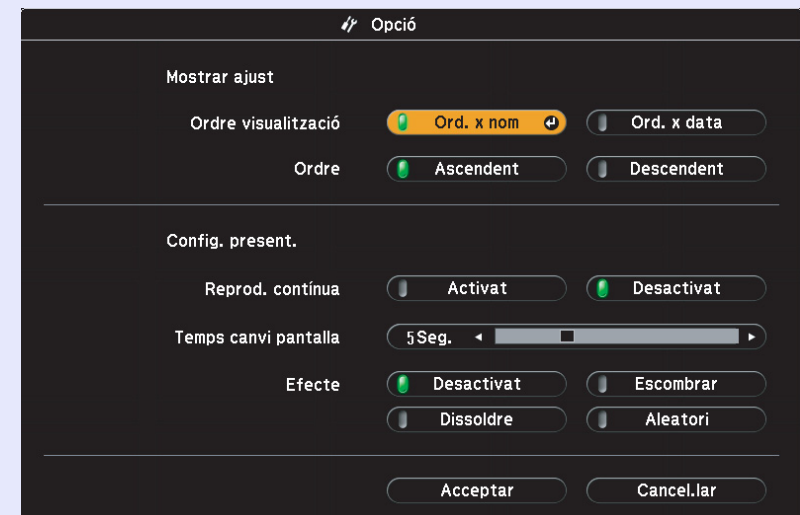 Opció
Mostrar ajust
Ordre visualització Ord. x nom Ord. x data
Ordre Ascendent Descendent
Config. present.
Reprod. contínua Activat Desactivat
Temps canvi pantalla 5Seg.
Efecte Desactivat Escombrar
Dissoldre Aleatori
Acceptar Cancel.lar